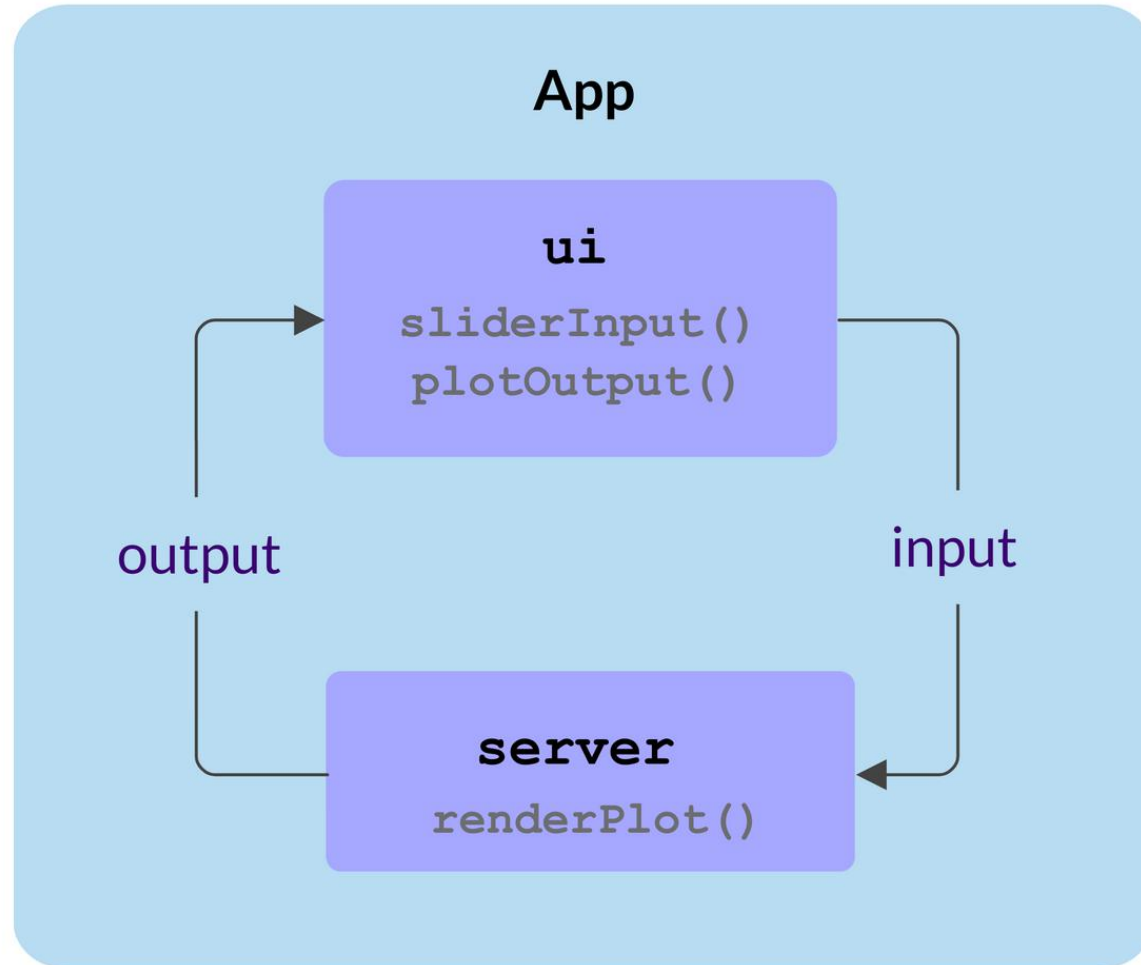 App
ui
sliderInput()
plotOutput()
output
input
server
renderPlot()